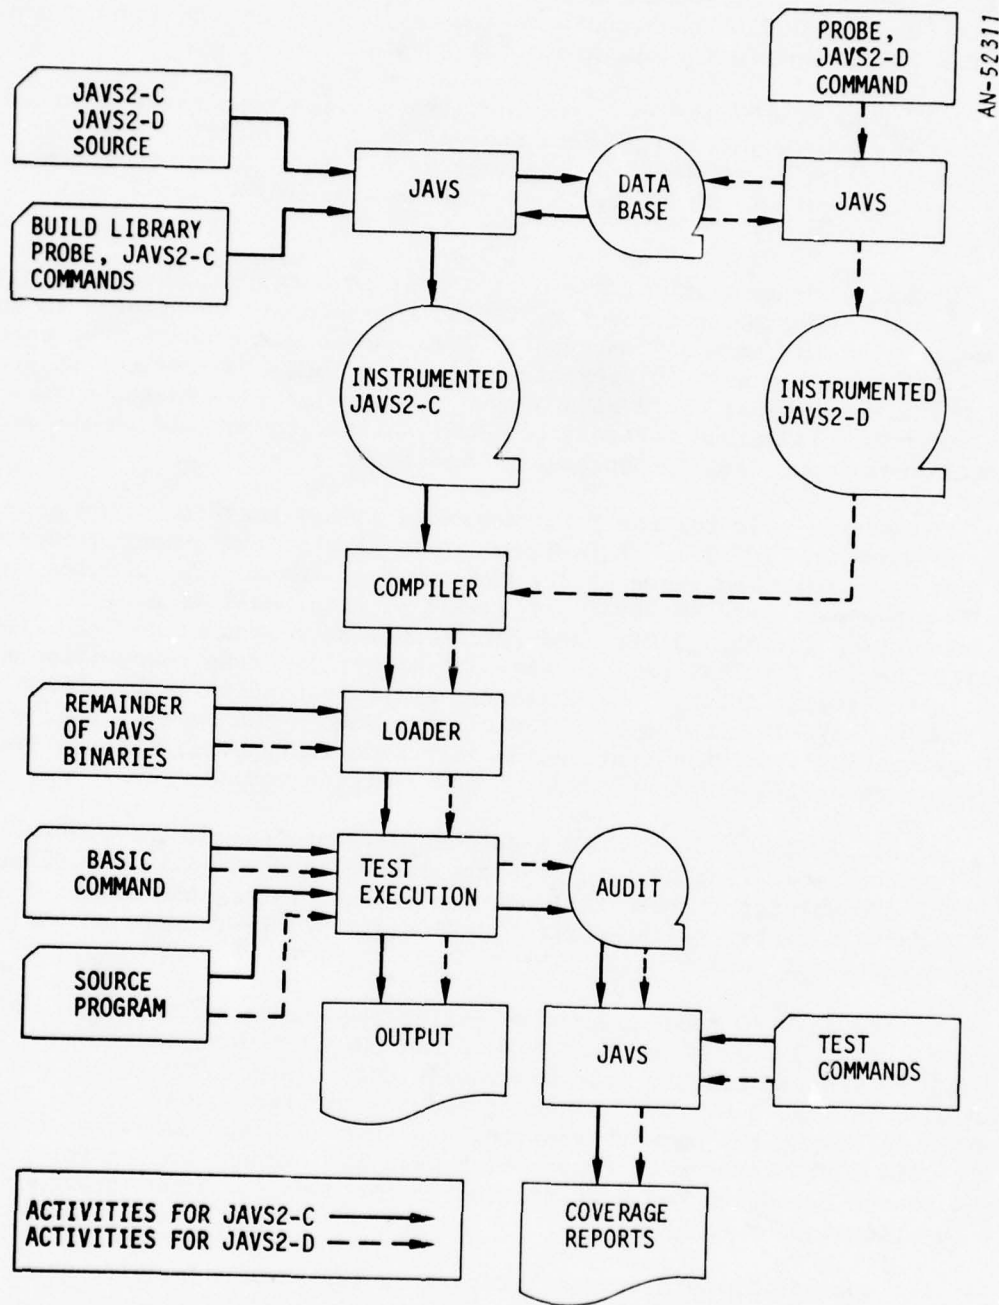 PROBE,
JAVS2-D
COMMAND
AN-52311
JAVS2-C
JAVS2-D
SOURCE
JAVS
DATA
BASE
JAVS
BUILD LIBRARY
PROBE, JAVS2-C
COMMANDS
INSTRUMENTED
JAVS2-C
INSTRUMENTED
JAVS2-D
COMPILER
REMAINDER
OF JAVS
BINARIES
LOADER
BASIC
COMMAND
TEST
EXECUTION
AUDIT
SOURCE
PROGRAM
OUTPUT
JAVS
TEST
COMMANDS
ACTIVITIES FOR JAVS2-C
ACTIVITIES FOR JAVS2-D
COVERAGE
REPORTS